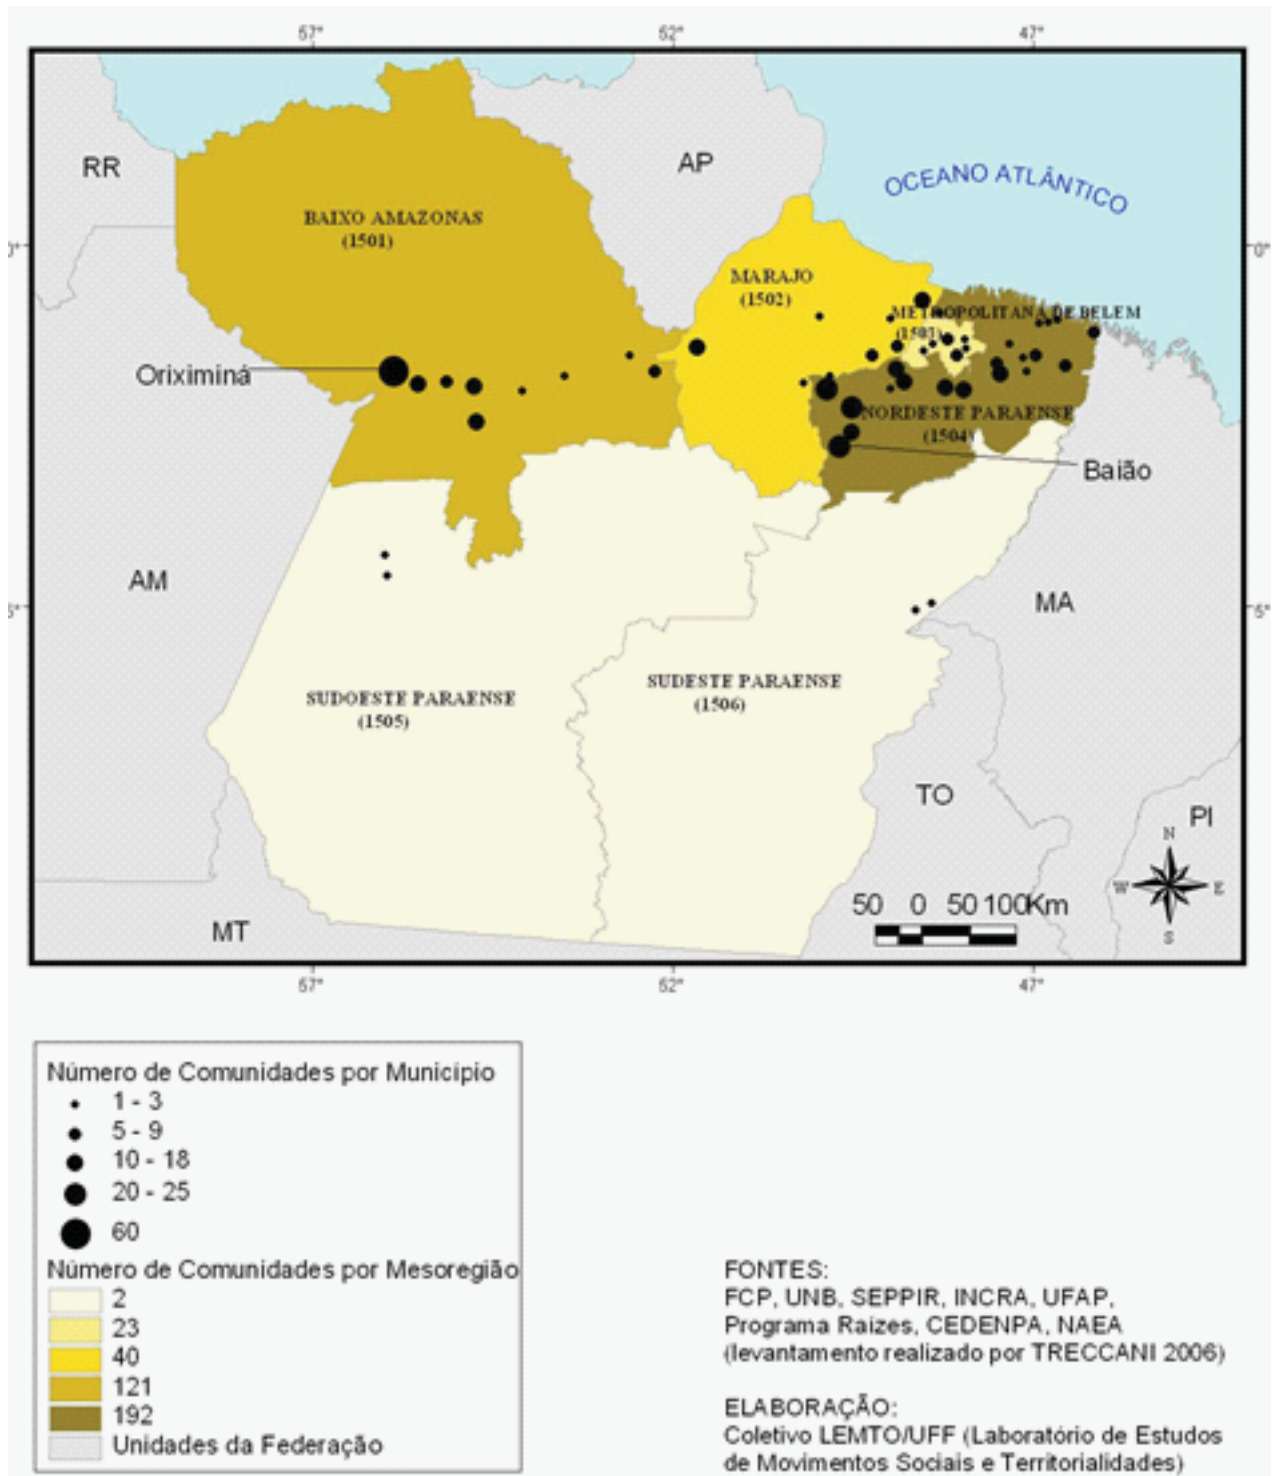 57° 52° 47°
RR
AP
OCEANO ATLÂNTICO
BAIXO AMAZONAS
(1501)
0° 0°
MARAJO
(1502)
METROPOLITANA DE BELEM
(1503)
Oriximiná
NORDESTE PARAENSE
(1504)
Baião
AM
MA
5° 5°
SUDOESTE PARAENSE
(1505)
SUDESTE PARAENSE
(1506)
TO
PI
N
W E
S
50 0 50 100Km
MT
57° 52° 47°
Número de Comunidades por Municipio
1 - 3
5 - 9
10 - 18
20 - 25
60
Número de Comunidades por Mesoregião
2
23
40
121
192
Unidades da Federação
FONTES:
FCP, UNB, SEPPIR, INCRA, UFAP,
Programa Raízes, CEDENPA, NAEA
(levantamento realizado por TRECCANI 2006)
ELABORAÇÃO:
Coletivo LEMTO/UFF (Laboratório de Estudos
de Movimentos Sociais e Territorialidades)